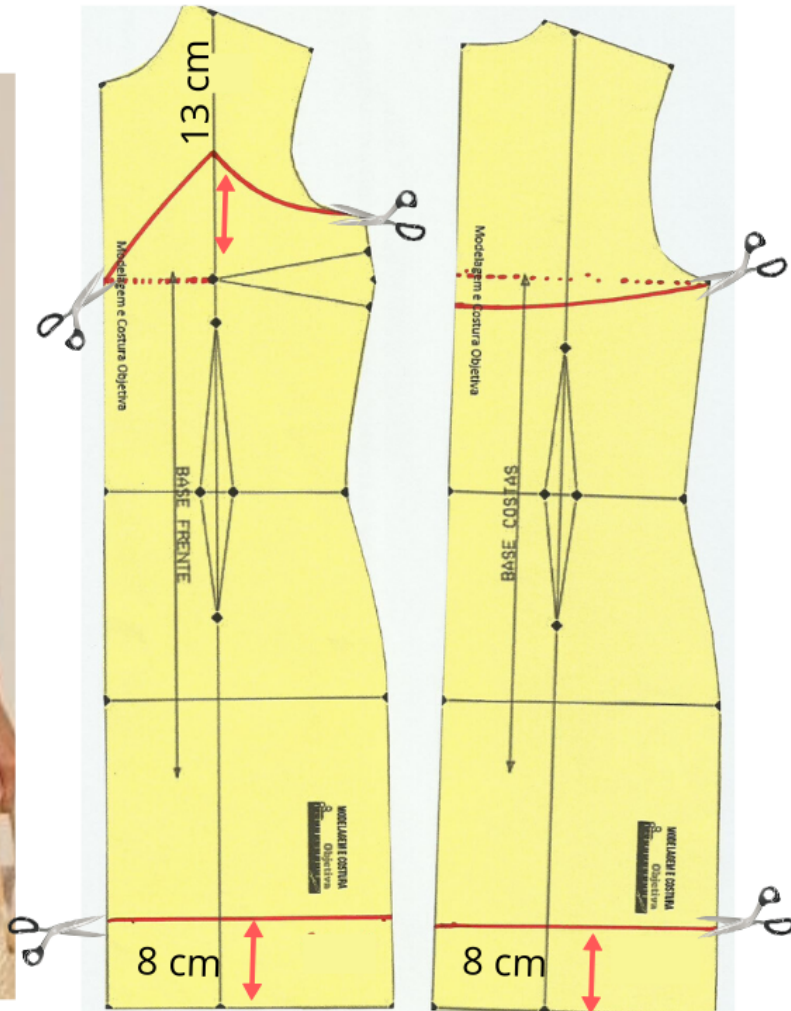 13 cm
Modelagem e Costura Objetiva
BASE FRENTE
MODELAGEM E COSTURA
Objetiva
8 cm
Modelagem e Costura Objetiva
BASE COSTAS
MODELAGEM E COSTURA
Objetiva
8 cm